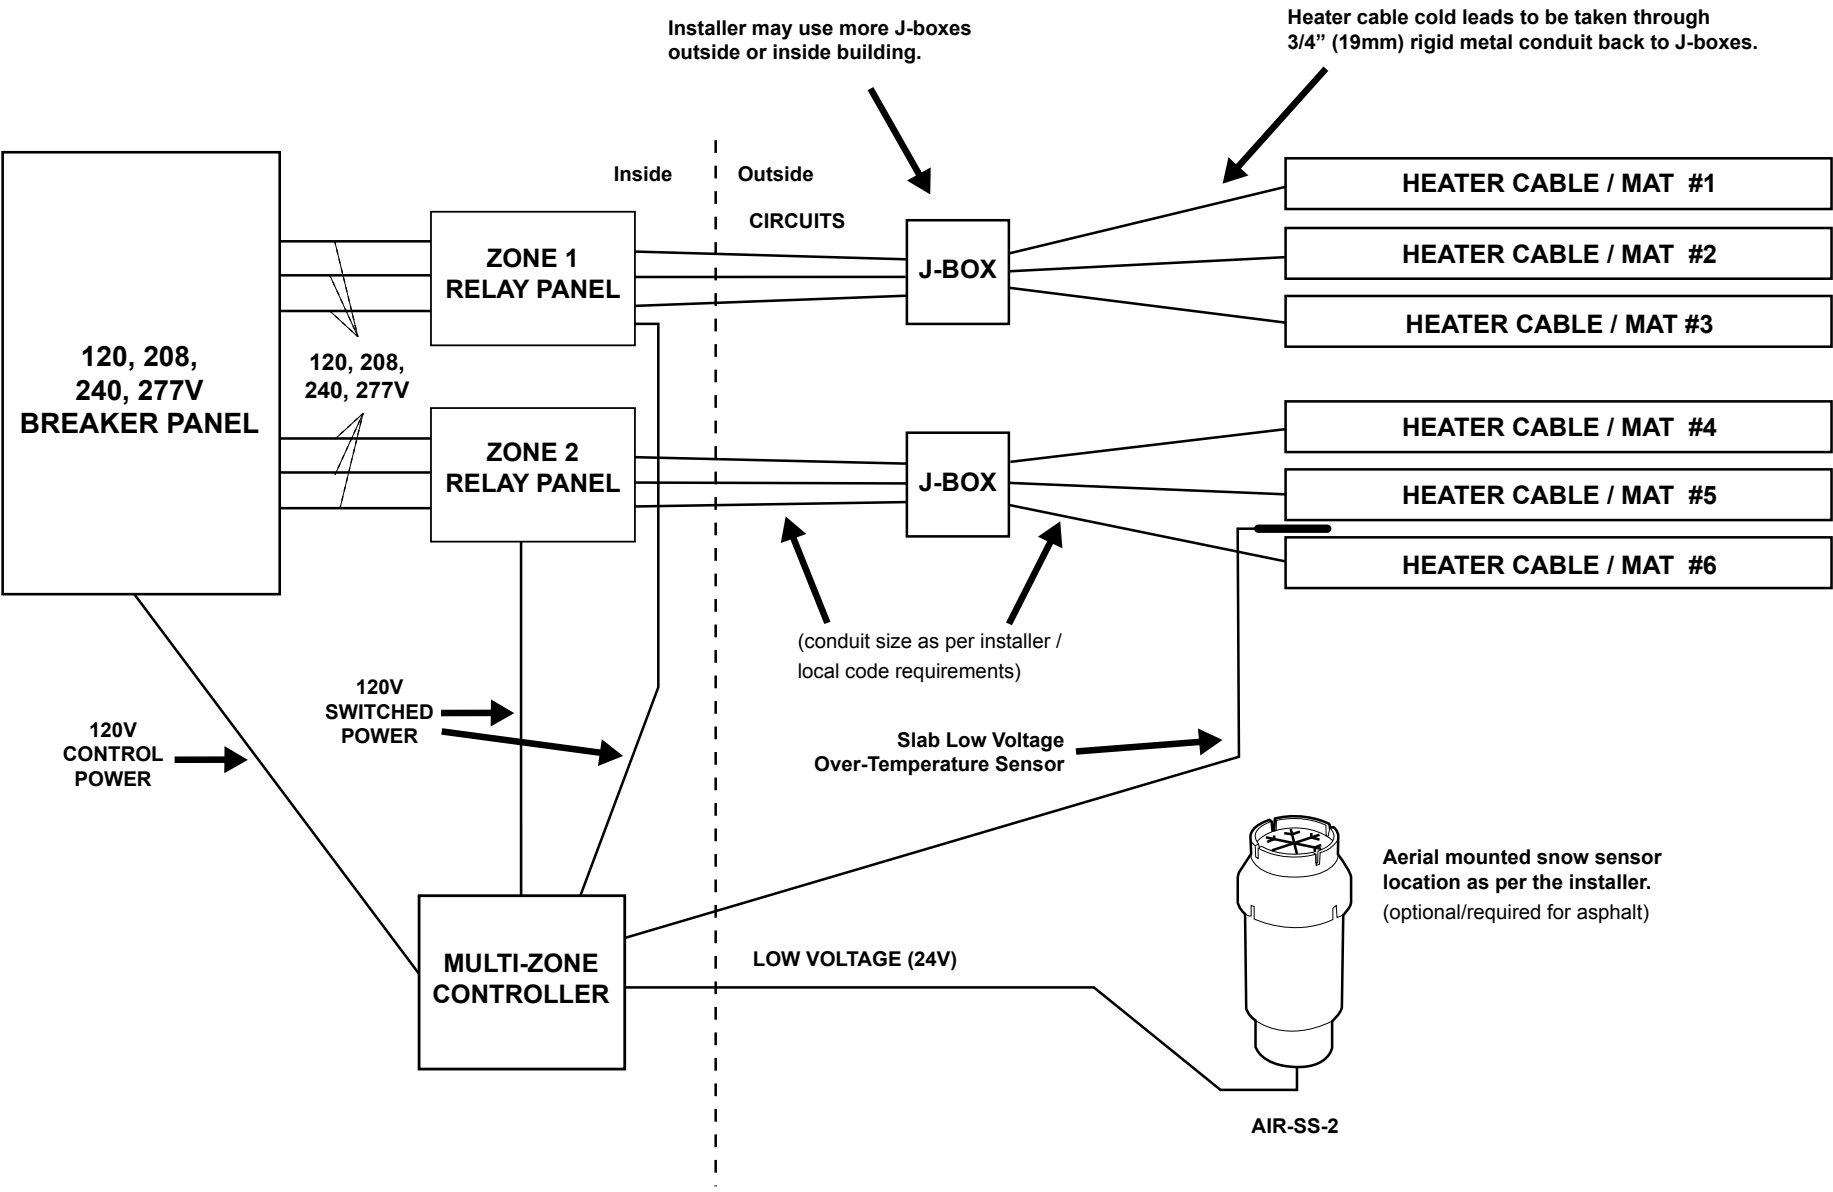 Installer may use more J-boxes
outside or inside building.
Heater cable cold leads to be taken through
3/4” (19mm) rigid metal conduit back to J-boxes.
Inside
Outside
CIRCUITS
120, 208,
240, 277V
BREAKER PANEL
120, 208,
240, 277V
ZONE 1
RELAY PANEL
ZONE 2
RELAY PANEL
J-BOX
J-BOX
HEATER CABLE / MAT #1
HEATER CABLE / MAT #2
HEATER CABLE / MAT #3
HEATER CABLE / MAT #4
HEATER CABLE / MAT #5
HEATER CABLE / MAT #6
(conduit size as per installer /
local code requirements)
120V
SWITCHED
POWER
120V
CONTROL
POWER
Slab Low Voltage
Over-Temperature Sensor
Aerial mounted snow sensor
location as per the installer.
(optional/required for asphalt)
MULTI-ZONE
CONTROLLER
LOW VOLTAGE (24V)
AIR-SS-2